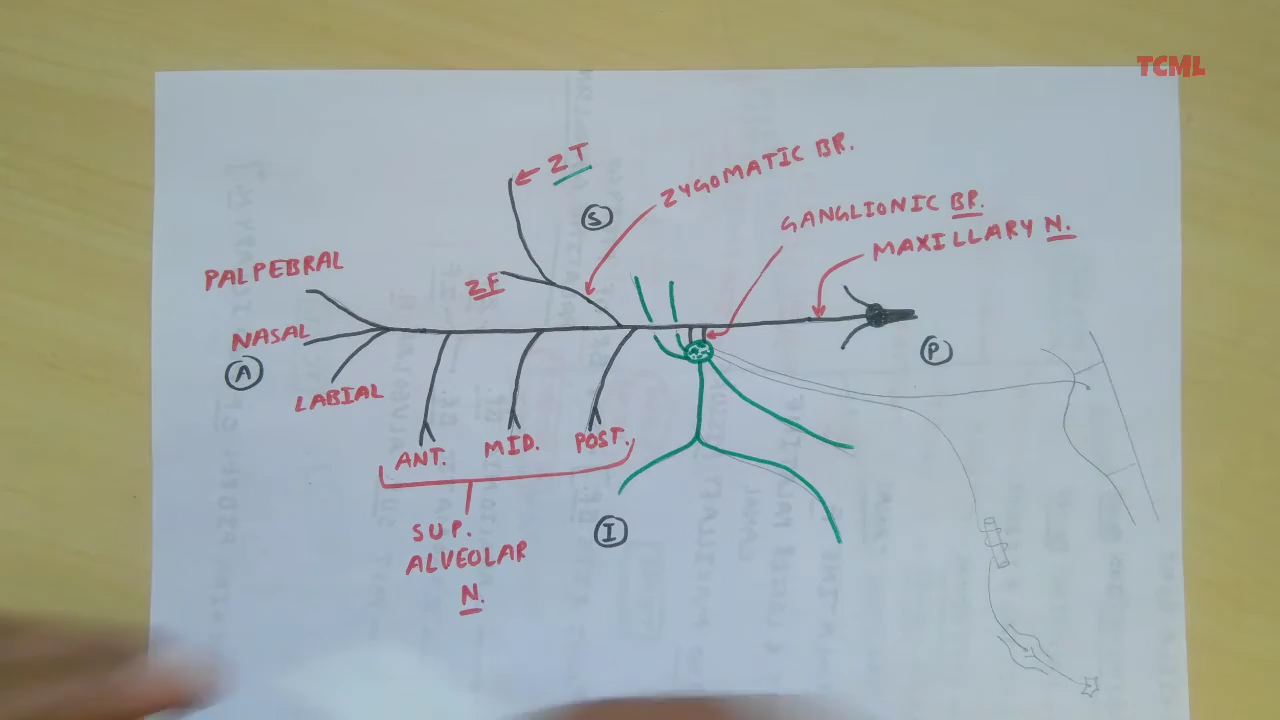 TCML
ZT
ZYGOMATIC BR.
S
GANGLIONIC BR.
MAXILLARY N.
PALPEBRAL
ZF
NASAL
A
LABIAL
P
ANT.
MID.
POST.
SUP.
ALVEOLAR
N.
I